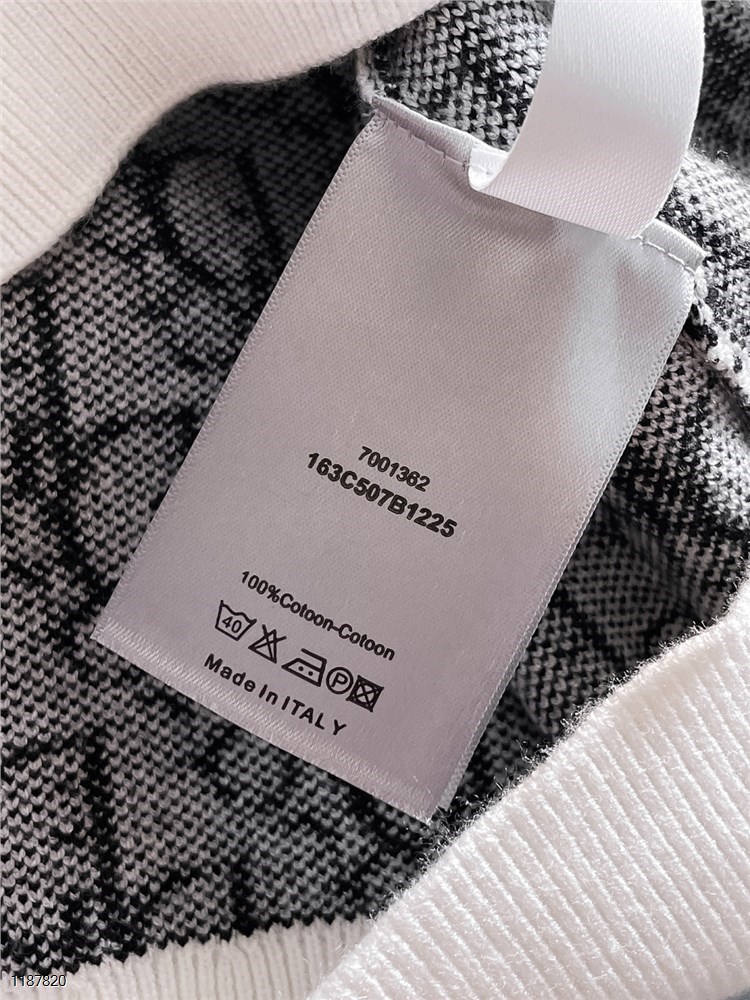 7001362
163C507B1225
100%Cotoon-Cotoon
40 P
Made In ITALY
1187820